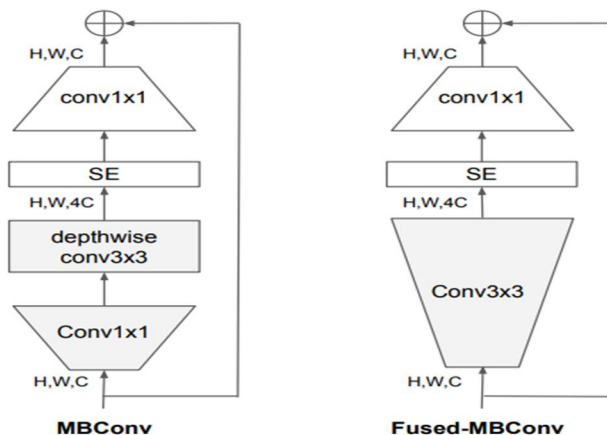 H,W,C
conv1x1
SE
H,W,4C
depthwise
conv3x3
Conv1x1
H,W,C
MBConv
H,W,C
conv1x1
SE
H,W,4C
Conv3x3
H,W,C
Fused-MBConv